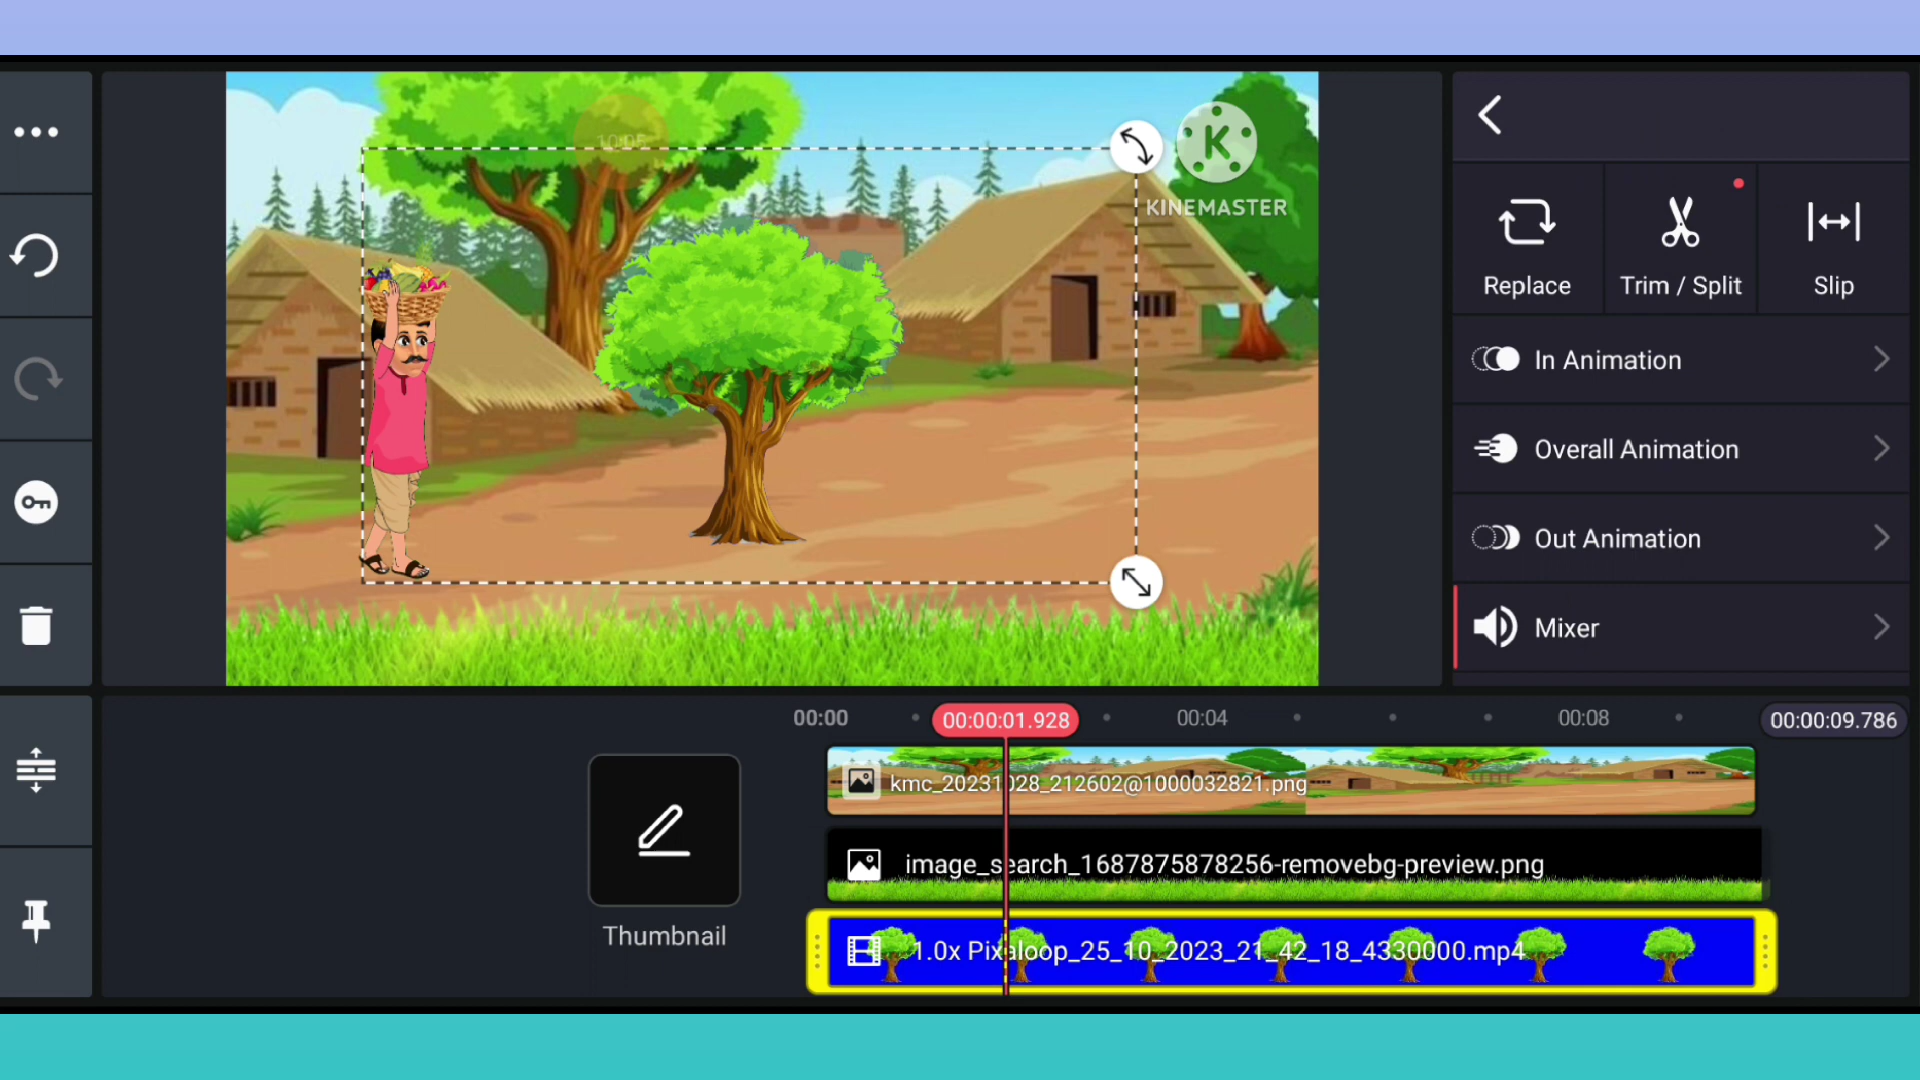 10:05
K
KINEMASTER
Replace
Trim / Split
Slip
In Animation
Overall Animation
Out Animation
Mixer
00:00
00:00:01.928
00:04
00:08
00:00:09.786
kmc_20231028_212602@1000032821.png
image_search_1687875878256-removebg-preview.png
1.0x Pixaloop_25_10_2023_21_42_18_4330000.mp4
Thumbnail